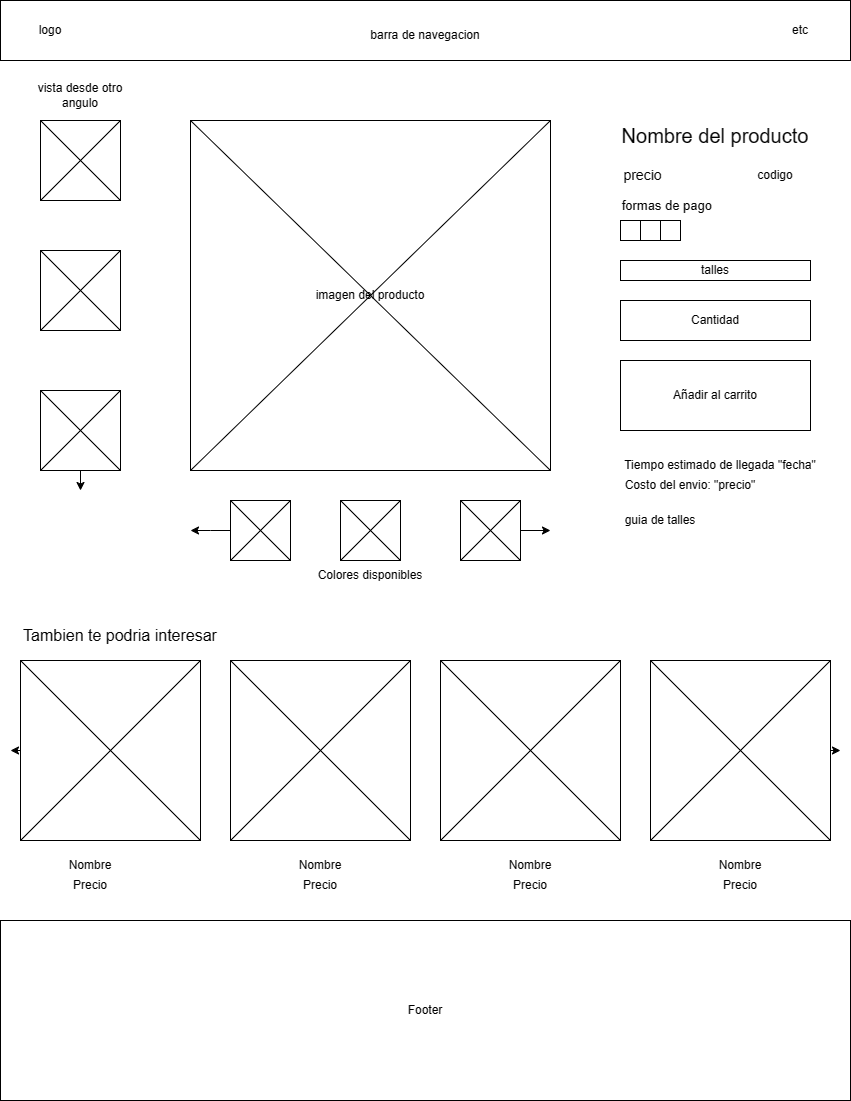 logo
barra de navegacion
etc
vista desde otro
angulo
imagen del producto
Nombre del producto
precio
codigo
formas de pago
talles
Cantidad
Añadir al carrito
Tiempo estimado de llegada "fecha"
Costo del envio: "precio"
guia de talles
Colores disponibles
Tambien te podria interesar
Nombre
Precio
Nombre
Precio
Nombre
Precio
Nombre
Precio
Footer